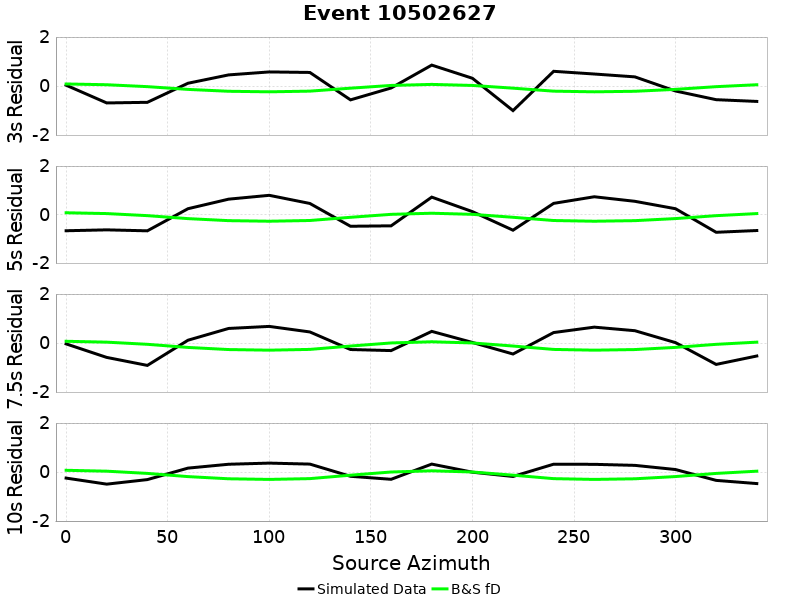 Event 10502627
3s Residual
2
0
-2
5s Residual
2
0
-2
7.5s Residual
2
0
-2
10s Residual
2
0
-2
0 50 100 150 200 250 300
Source Azimuth
Simulated Data B&S fD